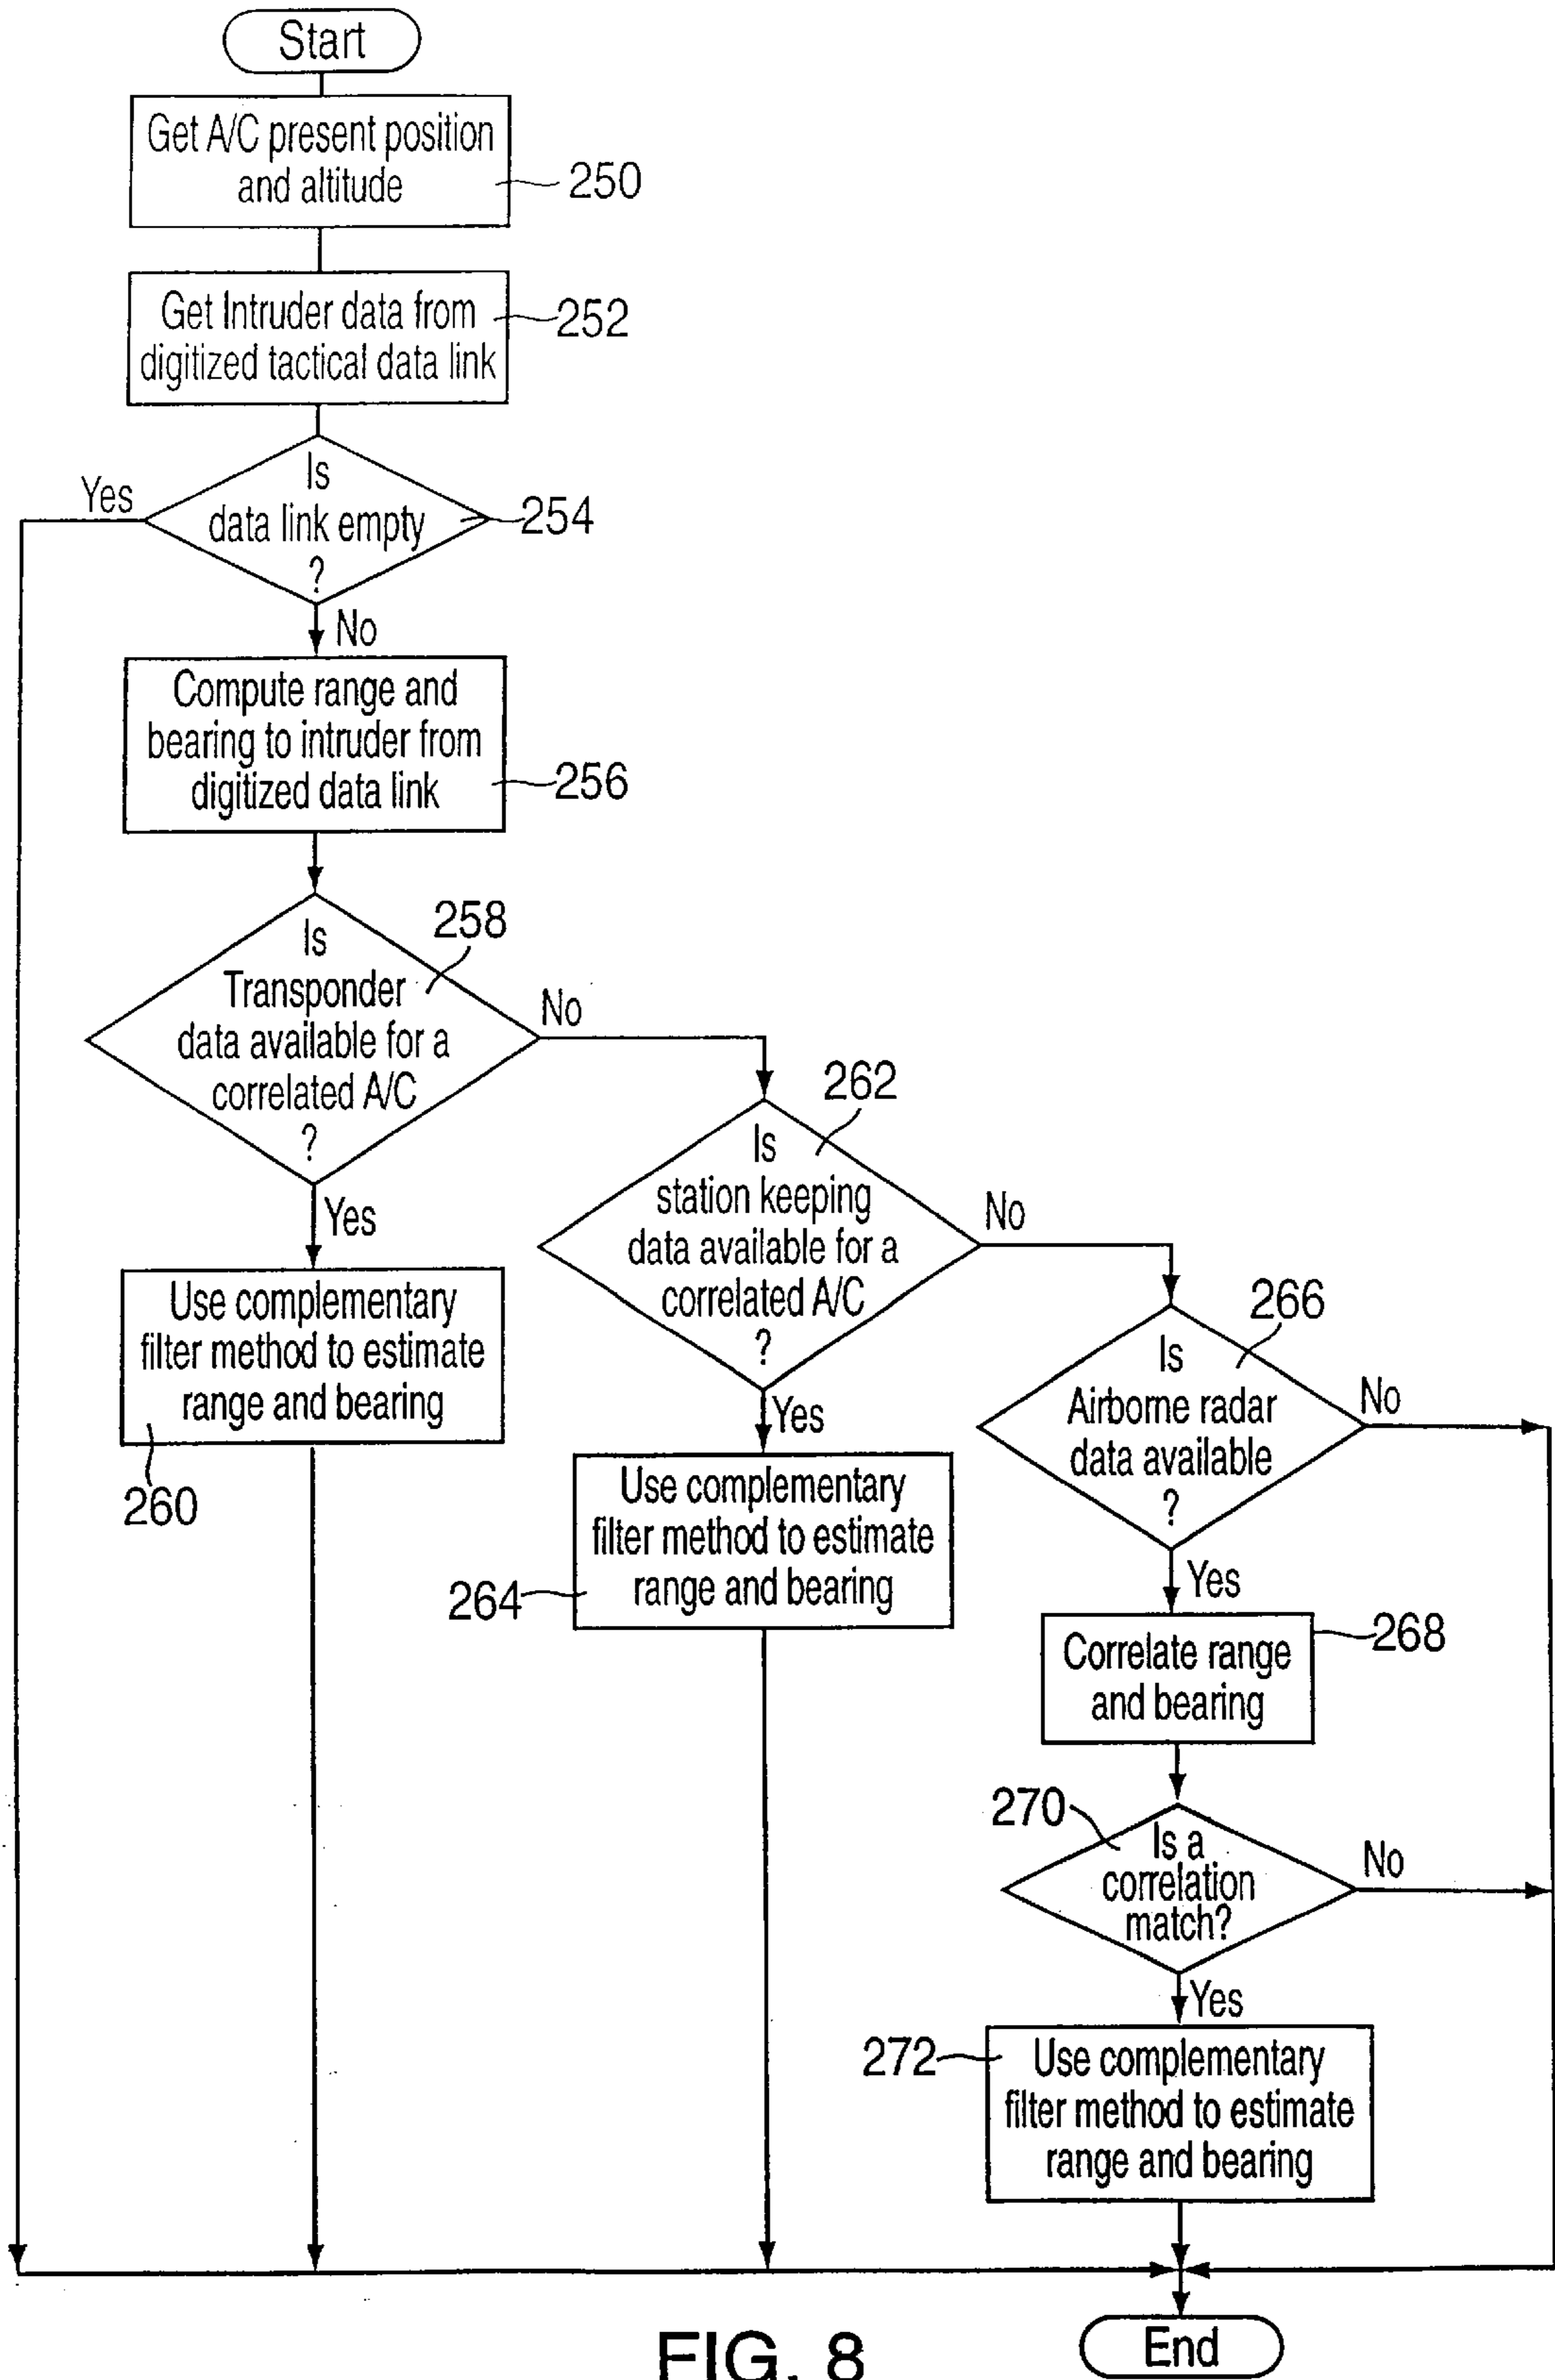 Start
Get A/C present position
and altitude
250
Get Intruder data from
digitized tactical data link
252
Is
data link empty
?
254
Yes
No
Compute range and
bearing to intruder from
digitized data link
256
Is
Transponder
data available for a
correlated A/C
?
258
No
Yes
Use complementary
filter method to estimate
range and bearing
260
Is
station keeping
data available for a
correlated A/C
?
262
No
Yes
Use complementary
filter method to estimate
range and bearing
264
Is
Airborne radar
data available
?
266
No
Yes
Correlate range
and bearing
268
Is a
correlation
match?
270
No
Yes
Use complementary
filter method to estimate
range and bearing
272
End
FIG. 8